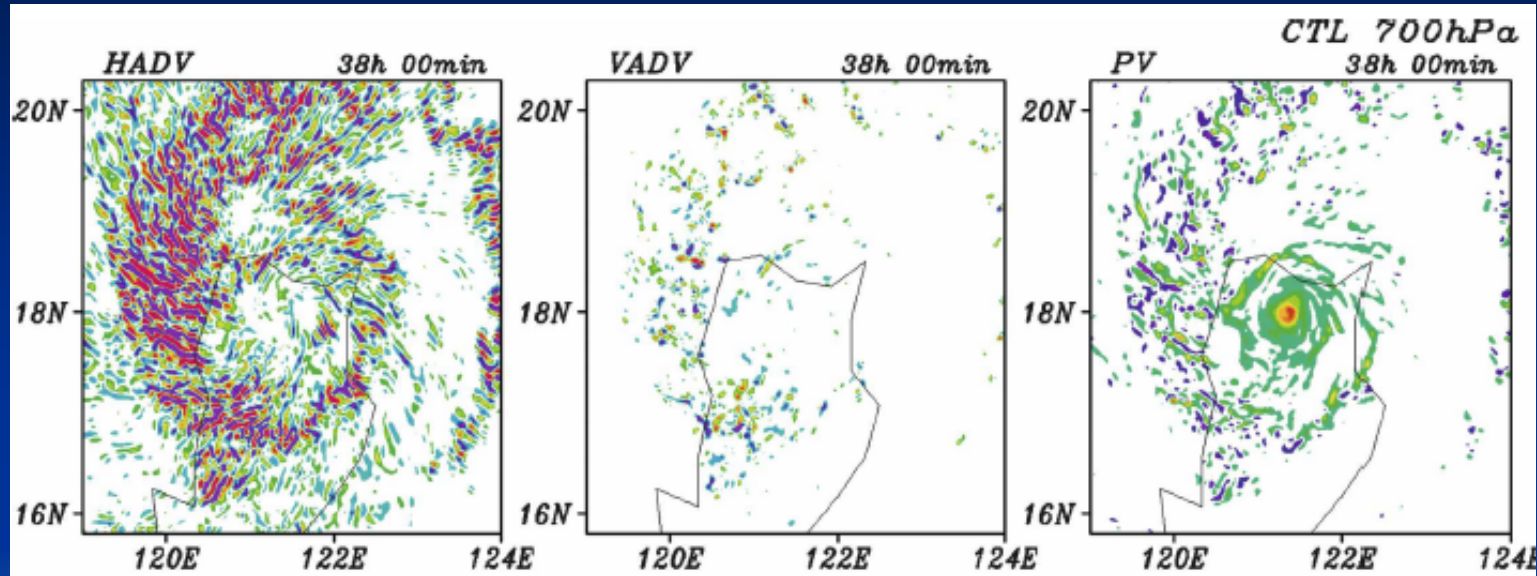 CTL 700hPa
HADV 38h 00min
VADV 38h 00min
PV 38h 00min
20N
18N
16N
120E 122E 124E
20N
18N
16N
120E 122E 124E
20N
18N
16N
120E 122E 124E